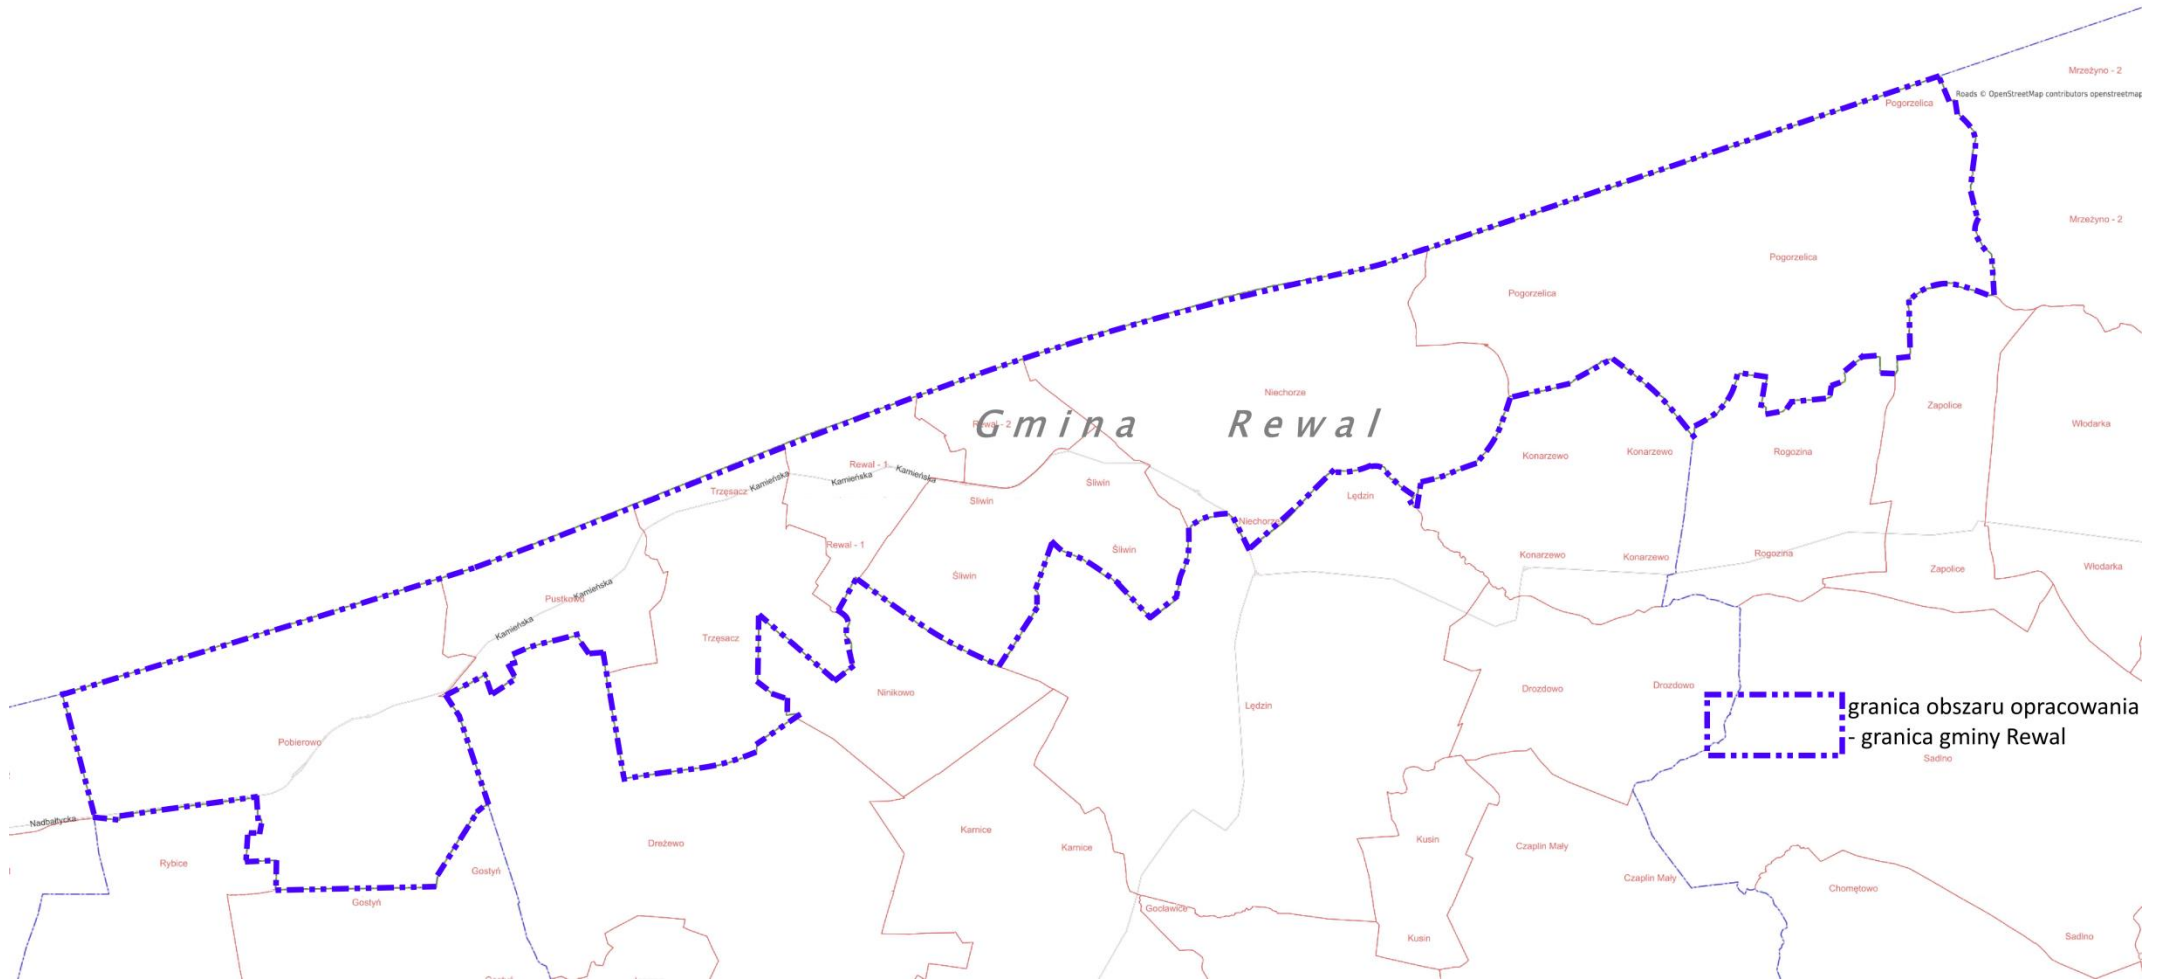 Mrzeżyno - 2
Roads © OpenStreetMap contributors openstreetmap
Pogorzelica
Mrzeżyno - 2
Pogorzelica
Pogorzelica
Niechorze
Zapolice
Gmina Rewal
Rewal - 2
Włodarka
Konarzewo
Konarzewo
Rogozina
Rewal - 1
Kamieńska
Kamieńska
Kamieńska
Trzęsacz
Śliwin
Śliwin
Lędzin
Niechorze
Rewal - 1
Śliwin
Konarzewo
Konarzewo
Rogozina
Śliwin
Zapolice
Włodarka
Kamieńska
Pustkowo
Kamieńska
Trzęsacz
Ninikowo
Drozdowo
Drozdowo
Lędzin
granica obszaru opracowania
- granica gminy Rewal
Pobierowo
Sadlno
Nadbałtycka
Karnice
Kusin
Dreżewo
Karnice
Czaplin Mały
Rybice
Gostyń
Czaplin Mały
Chomętowo
Gostyń
Gocławice
Kusin
Sadlno